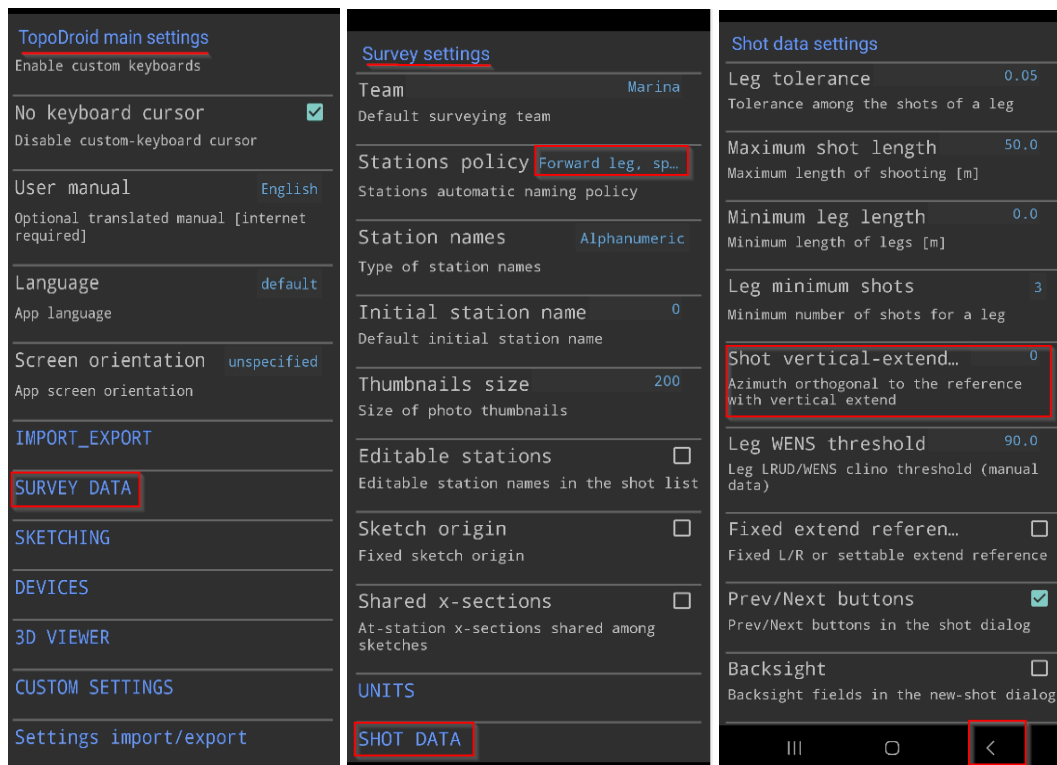 TopoDroid main settings
Enable custom keyboards
No keyboard cursor
Disable custom-keyboard cursor
User manual English
Optional translated manual [internet
required]
Language default
App language
Screen orientation unspecified
App screen orientation
IMPORT_EXPORT
SURVEY DATA
SKETCHING
DEVICES
3D VIEWER
CUSTOM SETTINGS
Settings import/export
Survey settings
Team Marina
Default surveying team
Stations policy Forward leg, sp…
Stations automatic naming policy
Station names Alphanumeric
Type of station names
Initial station name 0
Default initial station name
Thumbnails size 200
Size of photo thumbnails
Editable stations
Editable station names in the shot list
Sketch origin
Fixed sketch origin
Shared x-sections
At-station x-sections shared among
sketches
UNITS
SHOT DATA
Shot data settings
Leg tolerance 0.05
Tolerance among the shots of a leg
Maximum shot length 50.0
Maximum length of shooting [m]
Minimum leg length 0.0
Minimum length of legs [m]
Leg minimum shots 3
Minimum number of shots for a leg
Shot vertical-extend… 0
Azimuth orthogonal to the reference
with vertical extend
Leg WENS threshold 90.0
Leg LRUD/WENS clino threshold (manual
data)
Fixed extend referen…
Fixed L/R or settable extend reference
Prev/Next buttons
Prev/Next buttons in the shot dialog
Backsight
Backsight fields in the new-shot dialog